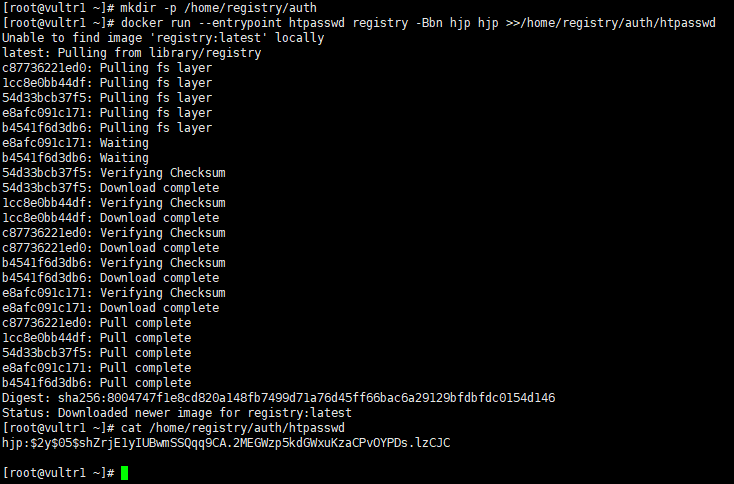 [root@vultr1 ~]# mkdir -p /home/registry/auth
[root@vultr1 ~]# docker run --entrypoint htpasswd registry -Bbn hjp hjp >>/home/registry/auth/htpasswd
Unable to find image 'registry:latest' locally
latest: Pulling from library/registry
c87736221ed0: Pulling fs layer
1cc8e0bb44df: Pulling fs layer
54d33bcb37f5: Pulling fs layer
e8afc091c171: Pulling fs layer
b4541f6d3db6: Pulling fs layer
e8afc091c171: Waiting
b4541f6d3db6: Waiting
54d33bcb37f5: Verifying Checksum
54d33bcb37f5: Download complete
1cc8e0bb44df: Verifying Checksum
1cc8e0bb44df: Download complete
c87736221ed0: Verifying Checksum
c87736221ed0: Download complete
b4541f6d3db6: Verifying Checksum
b4541f6d3db6: Download complete
e8afc091c171: Verifying Checksum
e8afc091c171: Download complete
c87736221ed0: Pull complete
1cc8e0bb44df: Pull complete
54d33bcb37f5: Pull complete
e8afc091c171: Pull complete
b4541f6d3db6: Pull complete
Digest: sha256:8004747f1e8cd820a148fb7499d71a76d45ff66bac6a29129bfdbfdc0154d146
Status: Downloaded newer image for registry:latest
[root@vultr1 ~]# cat /home/registry/auth/htpasswd
hjp:$2y$05$shZrjE1yIUBwmSSQqq9CA.2MEGWzp5kdGWxuKzaCPvOYPDs.lzCJC
[root@vultr1 ~]#